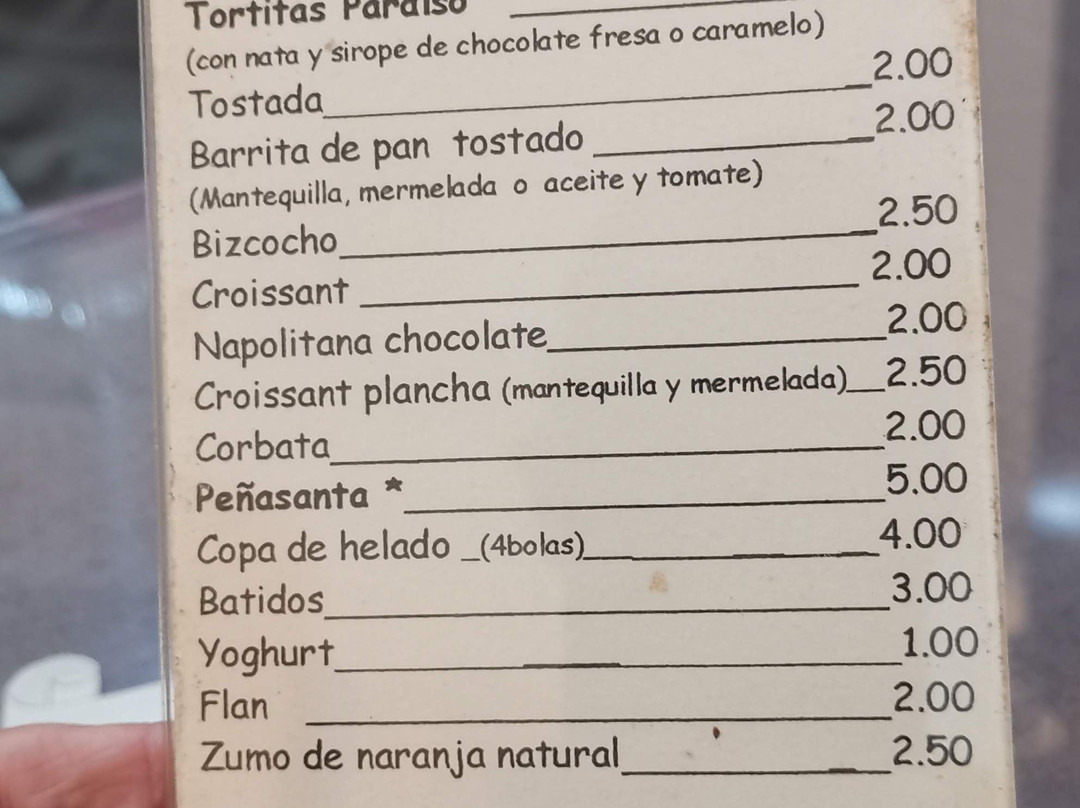 Tortitas Paraiso
(con nata y sirope de chocolate fresa o caramelo)
Tostada 2.00
Barrita de pan tostado 2.00
(Mantequilla, mermelada o aceite y tomate)
Bizcocho 2.50
Croissant 2.00
Napolitana chocolate 2.00
Croissant plancha (mantequilla y mermelada) 2.50
Corbata 2.00
Peñasanta * 5.00
Copa de helado (4bolas) 4.00
Batidos 3.00
Yoghurt 1.00
Flan 2.00
Zumo de naranja natural 2.50